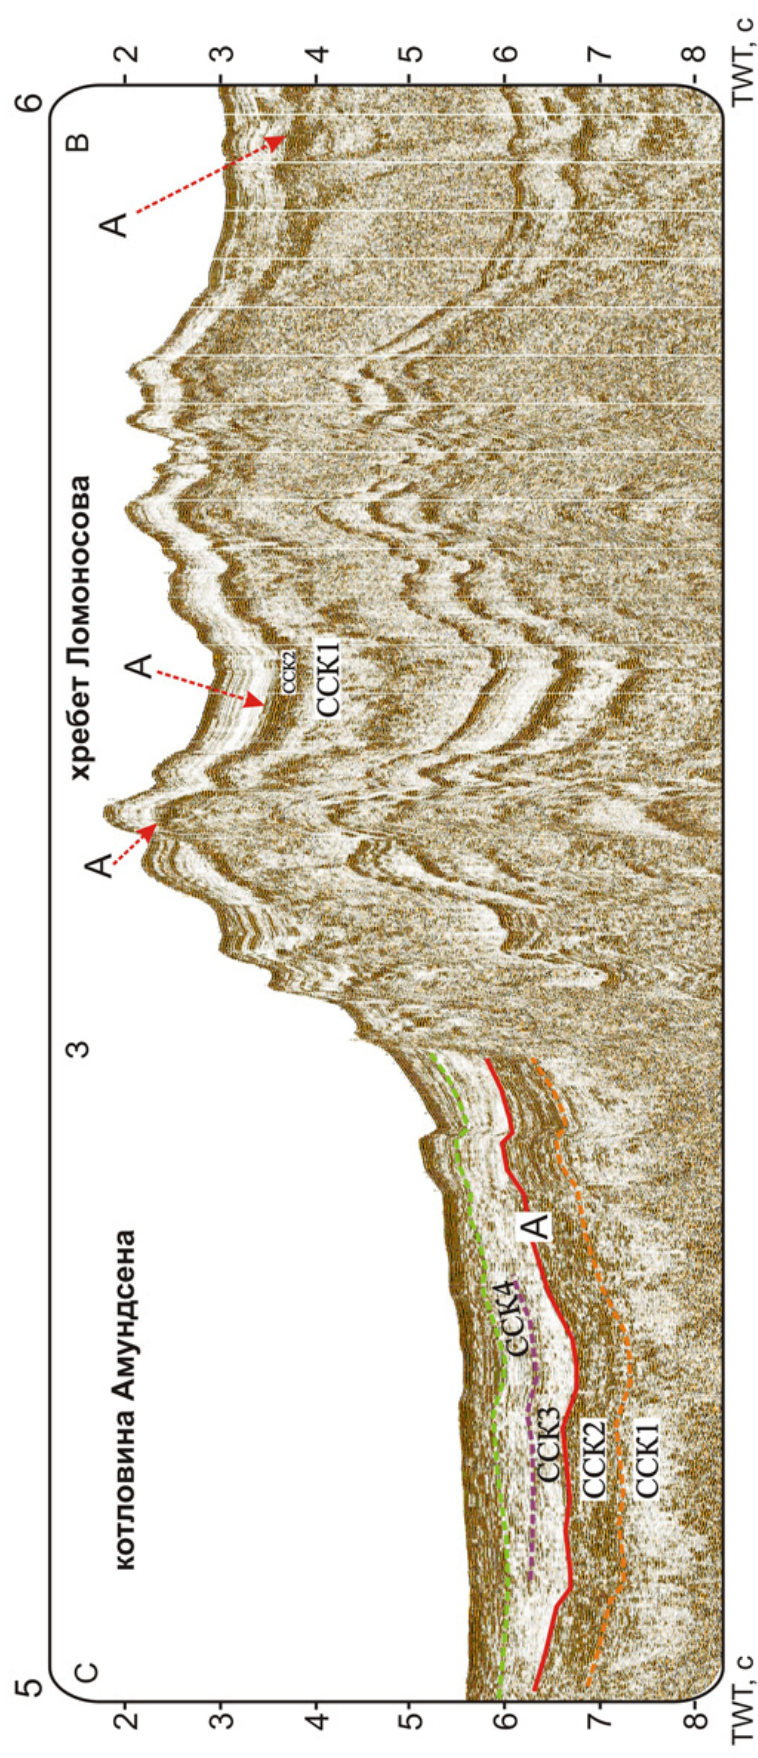 5
6
С
3
В
котловина Амундсена
хребет Ломоносова
А
А
А
2
3
4
5
6
7
8
TWT, с
2
3
4
5
6
7
8
TWT, с
ССК2
ССК1
ССК4
А
ССК3
ССК2
ССК1